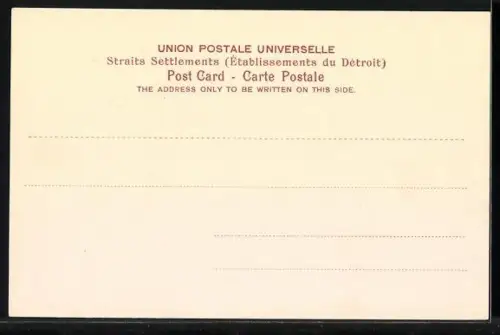 UNION POSTALE UNIVERSELLE
Straits Settlements (Établissements du Détroit)
Post Card - Carte Postale
THE ADDRESS ONLY TO BE WRITTEN ON THIS SIDE.